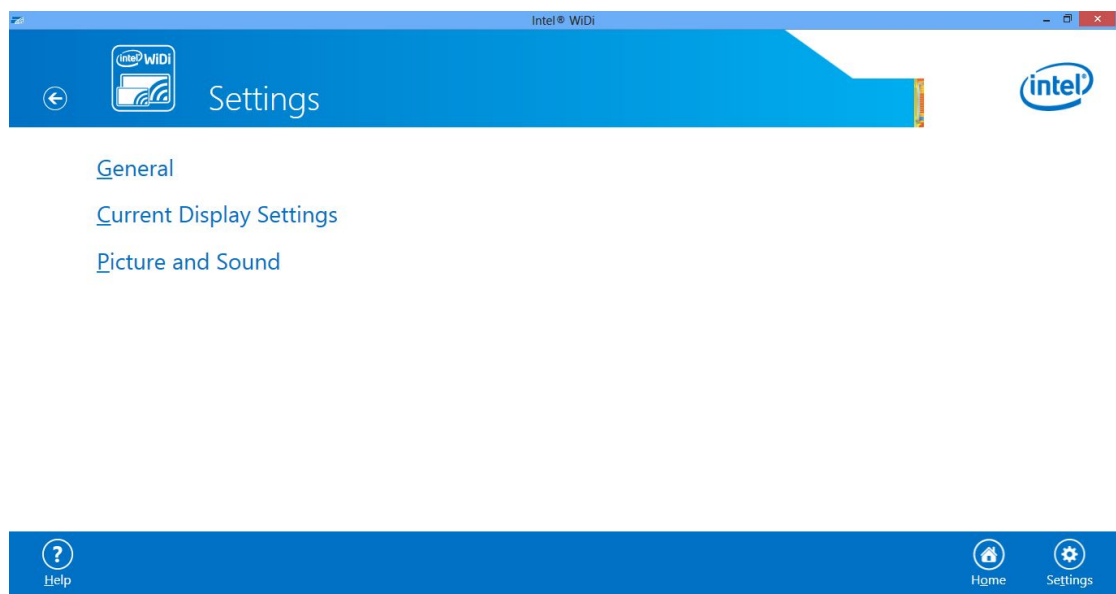 Intel® WiDi
intel WiDi
Settings
intel
General
Current Display Settings
Picture and Sound
Help
Home
Settings